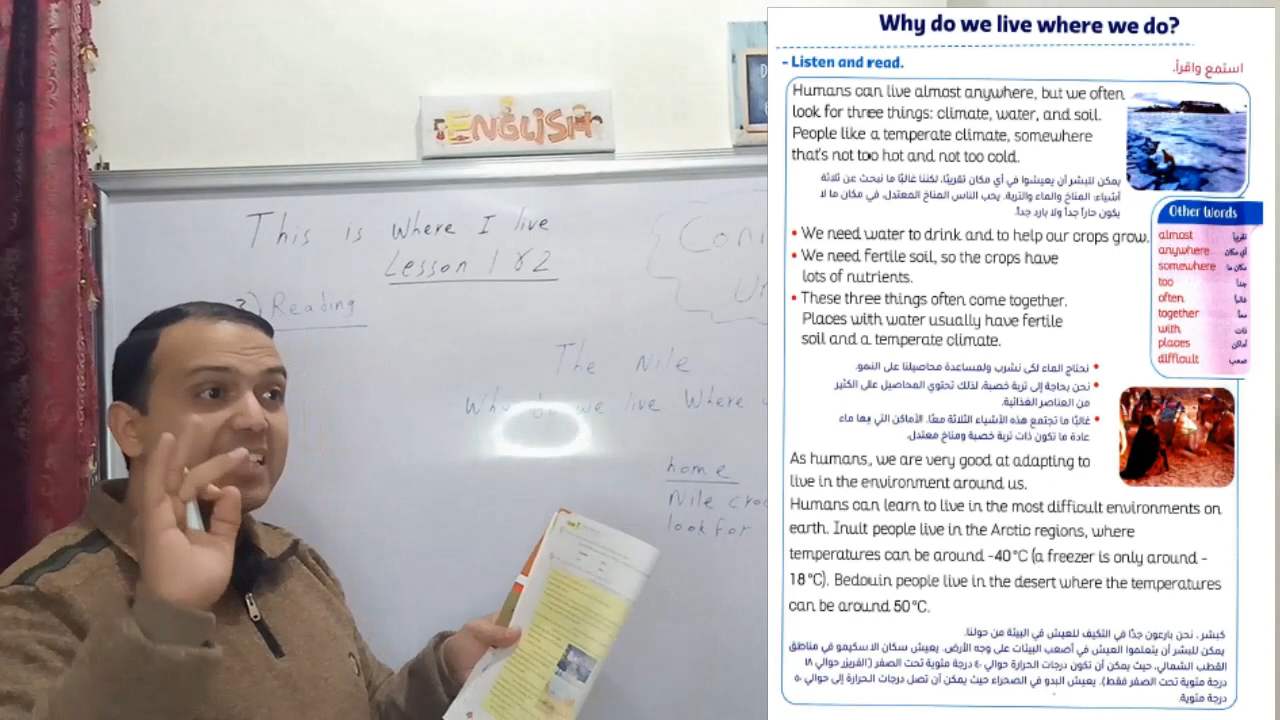 ENGLISH
This is Where I live
Lesson 82
3) Reading
The Nile
we live Where
home
Nile
look for
Why do we live where we do?
- Listen and read.
استمع واقرأ.
Humans can live almost anywhere, but we often
look for three things: climate, water, and soil.
People like a temperate climate, somewhere
that's not too hot and not too cold.
يمكن للبشر أن يعيشوا في أي مكان تقريبًا، لكننا غالبًا ما نبحث عن ثلاثة
أشياء: المناخ والماء والتربة. يحب الناس المناخ المعتدل، في مكان ما لا
يكون حارًا جداً ولا بارد جداً.
• We need water to drink and to help our crops grow.
• We need fertile soil, so the crops have
lots of nutrients.
• These three things often come together.
Places with water usually have fertile
soil and a temperate climate.
• نحتاج الماء لكى نشرب ولمساعدة محاصيلنا على النمو.
• نحن بحاجة إلى تربة خصبة، لذلك تحتوي المحاصيل على الكثير
من العناصر الغذائية.
• غالبًا ما تجتمع هذه الأشياء الثلاثة معًا. الأماكن التي بها ماء
عادة ما تكون ذات تربة خصبة ومناخ معتدل.
Other Words
almost تقريباً
anywhere أي مكان
somewhere مكان ما
too جداً
often غالباً
together معاً
with ذات
places أماكن
difficult صعب
As humans, we are very good at adapting to
live in the environment around us.
Humans can learn to live in the most difficult environments on
earth. Inuit people live in the Arctic regions, where
temperatures can be around -40°C (a freezer is only around -
18°C). Bedouin people live in the desert where the temperatures
can be around 50°C.
كبشر، نحن بارعون جدًا في التكيف للعيش في البيئة من حولنا.
يمكن للبشر أن يتعلموا العيش في أصعب البيئات على وجه الأرض. يعيش سكان الاسكيمو في مناطق
القطب الشمالي، حيث يمكن أن تكون درجات الحرارة حوالي ٤٠ درجة مئوية تحت الصفر (الفريزر حوالي ١٨
درجة مئوية تحت الصفر فقط). يعيش البدو في الصحراء حيث يمكن أن تصل درجات الحرارة إلى حوالي ٥٠
درجة مئوية.